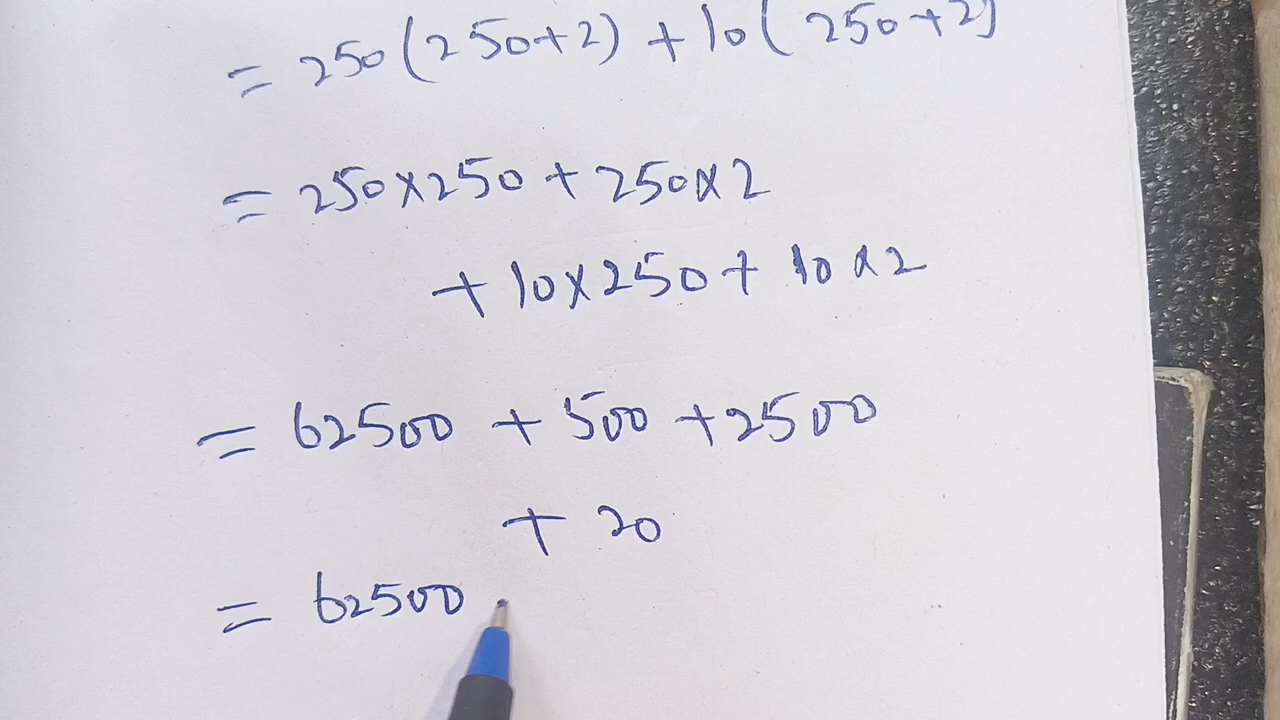 = 250(250+2) + 10(250+2)
= 250×250 + 250×2
+ 10×250 + 10×2
= 62500 + 500 + 2500
+ 20
= 62500